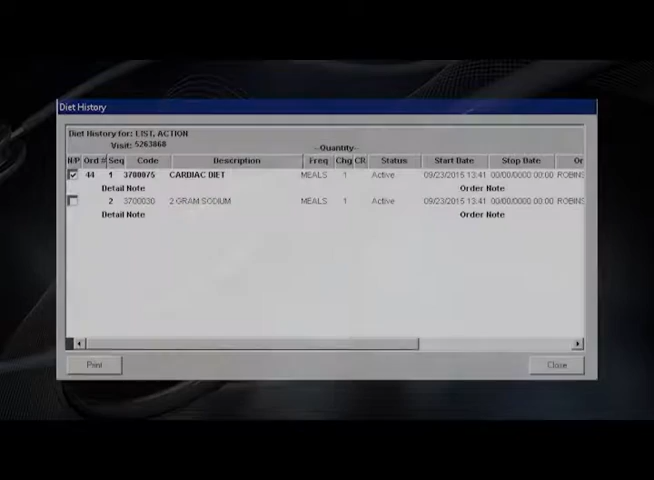 Diet History
Diet History for: LIST, ACTION
Visit: 5263868
--Quantity--
N/P Ord # Seq Code Description Freq Chg CR Status Start Date Stop Date Or
44 1 3700075 CARDIAC DIET MEALS 1 Active 09/23/2015 13:41 00/00/0000 00:00 ROBINS
Detail Note Order Note
2 3700030 2 GRAM SODIUM MEALS 1 Active 09/23/2015 13:41 00/00/0000 00:00 ROBINS
Detail Note Order Note
Print Close